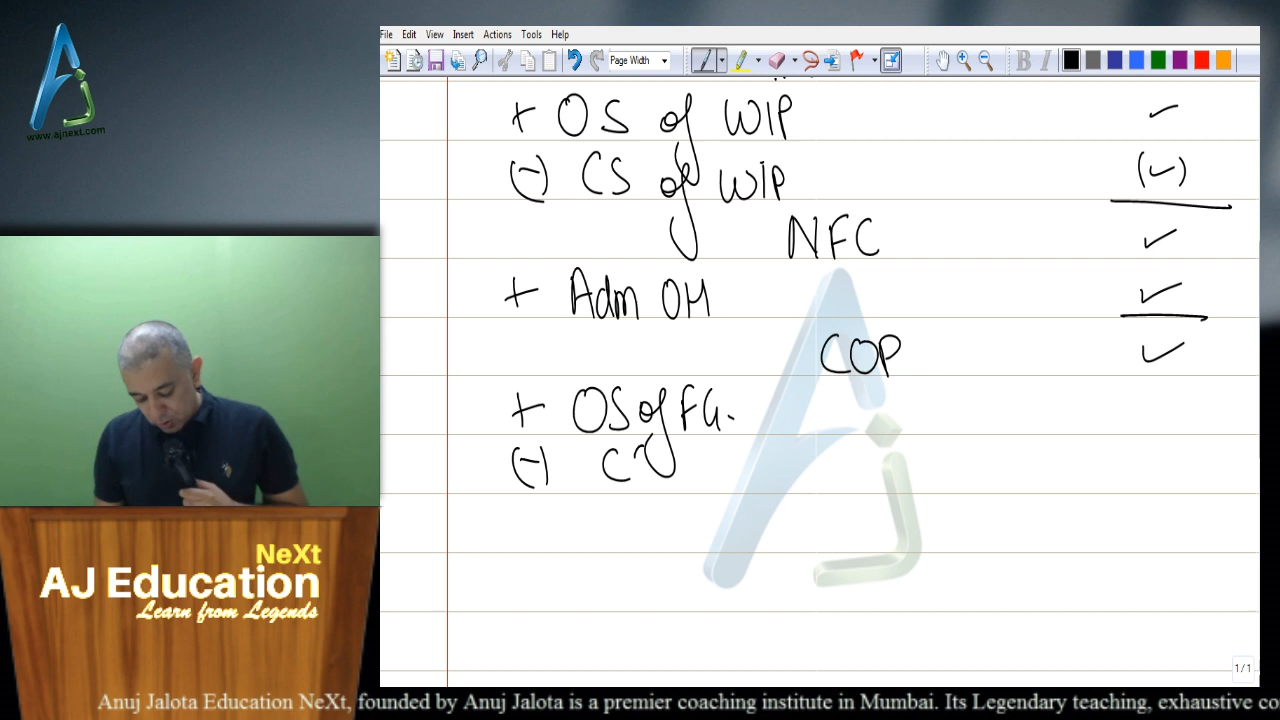 www.ajnext.com
File Edit View Insert Actions Tools Help
Page Width
B I
+ OS of WIP
(-) CS of WIP
NFC
+ Adm OH
COP
+ OS of FG.
(-) C
1/1
NeXt
AJ Education
Learn from Legends
Anuj Jalota Education NeXt, founded by Anuj Jalota is a premier coaching institute in Mumbai. Its Legendary teaching, exhaustive co